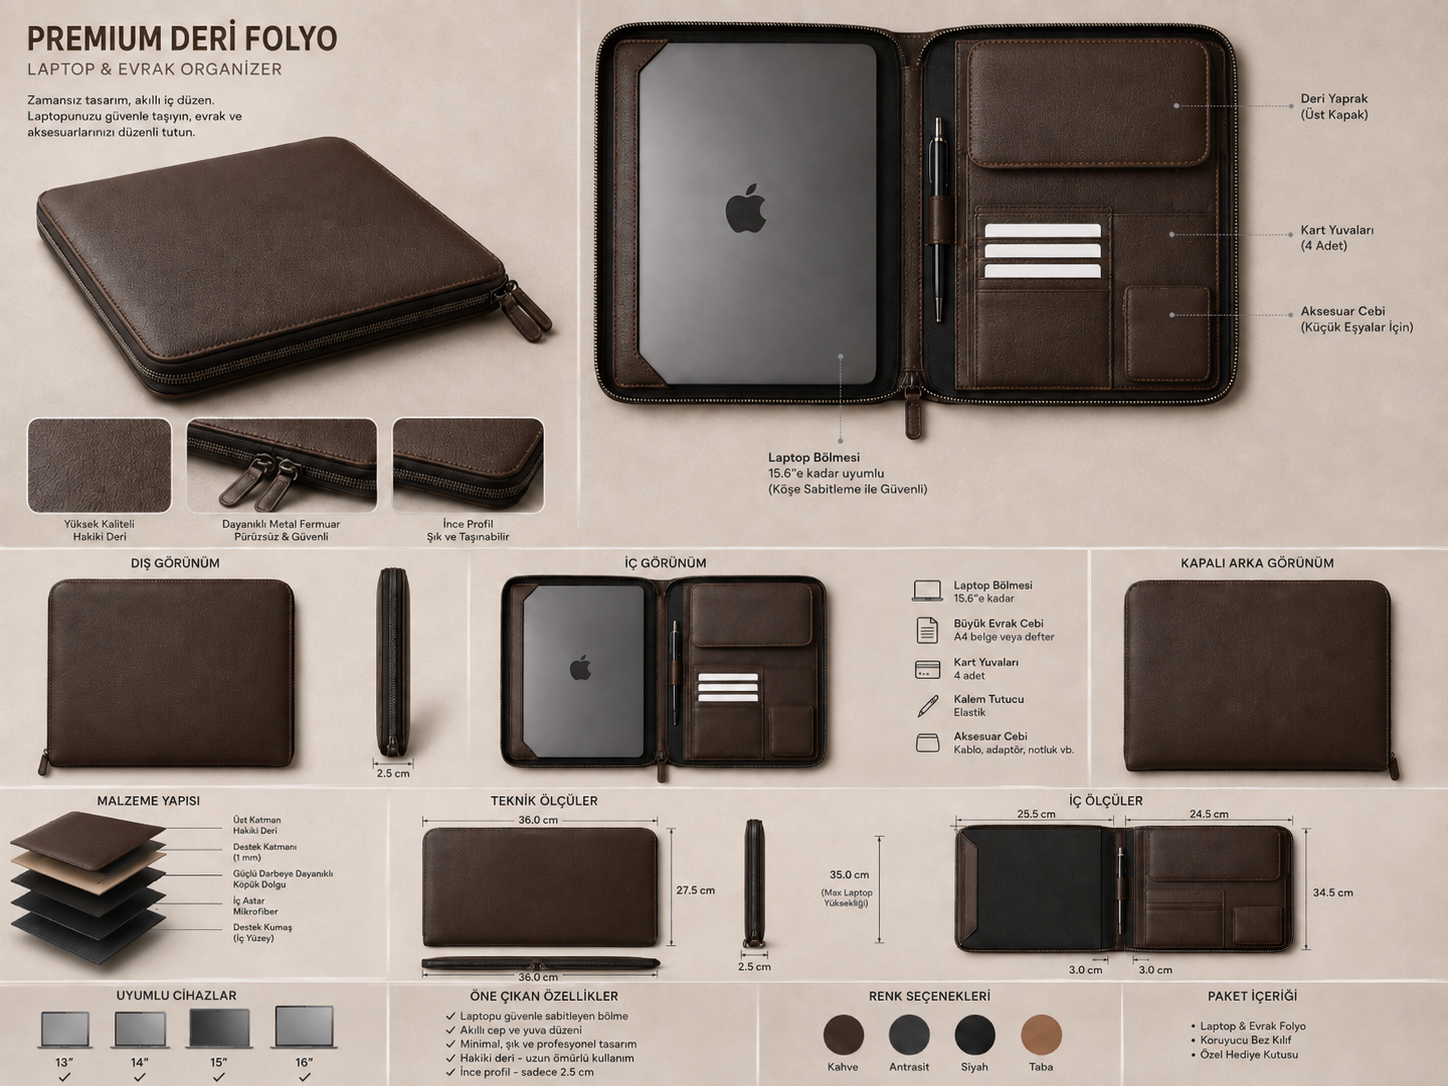 PREMIUM DERİ FOLYO
LAPTOP & EVRAK ORGANİZER
Zamansız tasarım, akıllı iç düzen.
Laptopunuzu güvenle taşıyın, evrak ve
aksesuarlarınızı düzenli tutun.
Yüksek Kaliteli
Hakiki Deri
Dayanıklı Metal Fermuar
Pürüzsüz & Güvenli
İnce Profil
Şık ve Taşınabilir
Deri Yaprak
(Üst Kapak)
Kart Yuvaları
(4 Adet)
Aksesuar Cebi
(Küçük Eşyalar İçin)
Laptop Bölmesi
15.6"e kadar uyumlu
(Köşe Sabitleme ile Güvenli)
DIŞ GÖRÜNÜM
2.5 cm
İÇ GÖRÜNÜM
Laptop Bölmesi
15.6"e kadar
Büyük Evrak Cebi
A4 belge veya defter
Kart Yuvaları
4 adet
Kalem Tutucu
Elastik
Aksesuar Cebi
Kablo, adaptör, notluk vb.
KAPALI ARKA GÖRÜNÜM
MALZEME YAPISI
Üst Katman
Hakiki Deri
Destek Katmanı
(1 mm)
Güçlü Darbeye Dayanıklı
Köpük Dolgu
İç Astar
Mikrofiber
Destek Kumaş
(İç Yüzey)
TEKNİK ÖLÇÜLER
36.0 cm
27.5 cm
36.0 cm
2.5 cm
İÇ ÖLÇÜLER
25.5 cm
24.5 cm
35.0 cm
(Max Laptop
Yüksekliği)
34.5 cm
3.0 cm
3.0 cm
UYUMLU CİHAZLAR
13"
14"
15"
16"
ÖNE ÇIKAN ÖZELLİKLER
✓ Laptopu güvenle sabitleyen bölme
✓ Akıllı cep ve yuva düzeni
✓ Minimal, şık ve profesyonel tasarım
✓ Hakiki deri - uzun ömürlü kullanım
✓ İnce profil - sadece 2.5 cm
RENK SEÇENEKLERİ
Kahve
Antrasit
Siyah
Taba
PAKET İÇERİĞİ
• Laptop & Evrak Folyo
• Koruyucu Bez Kılıf
• Özel Hediye Kutusu